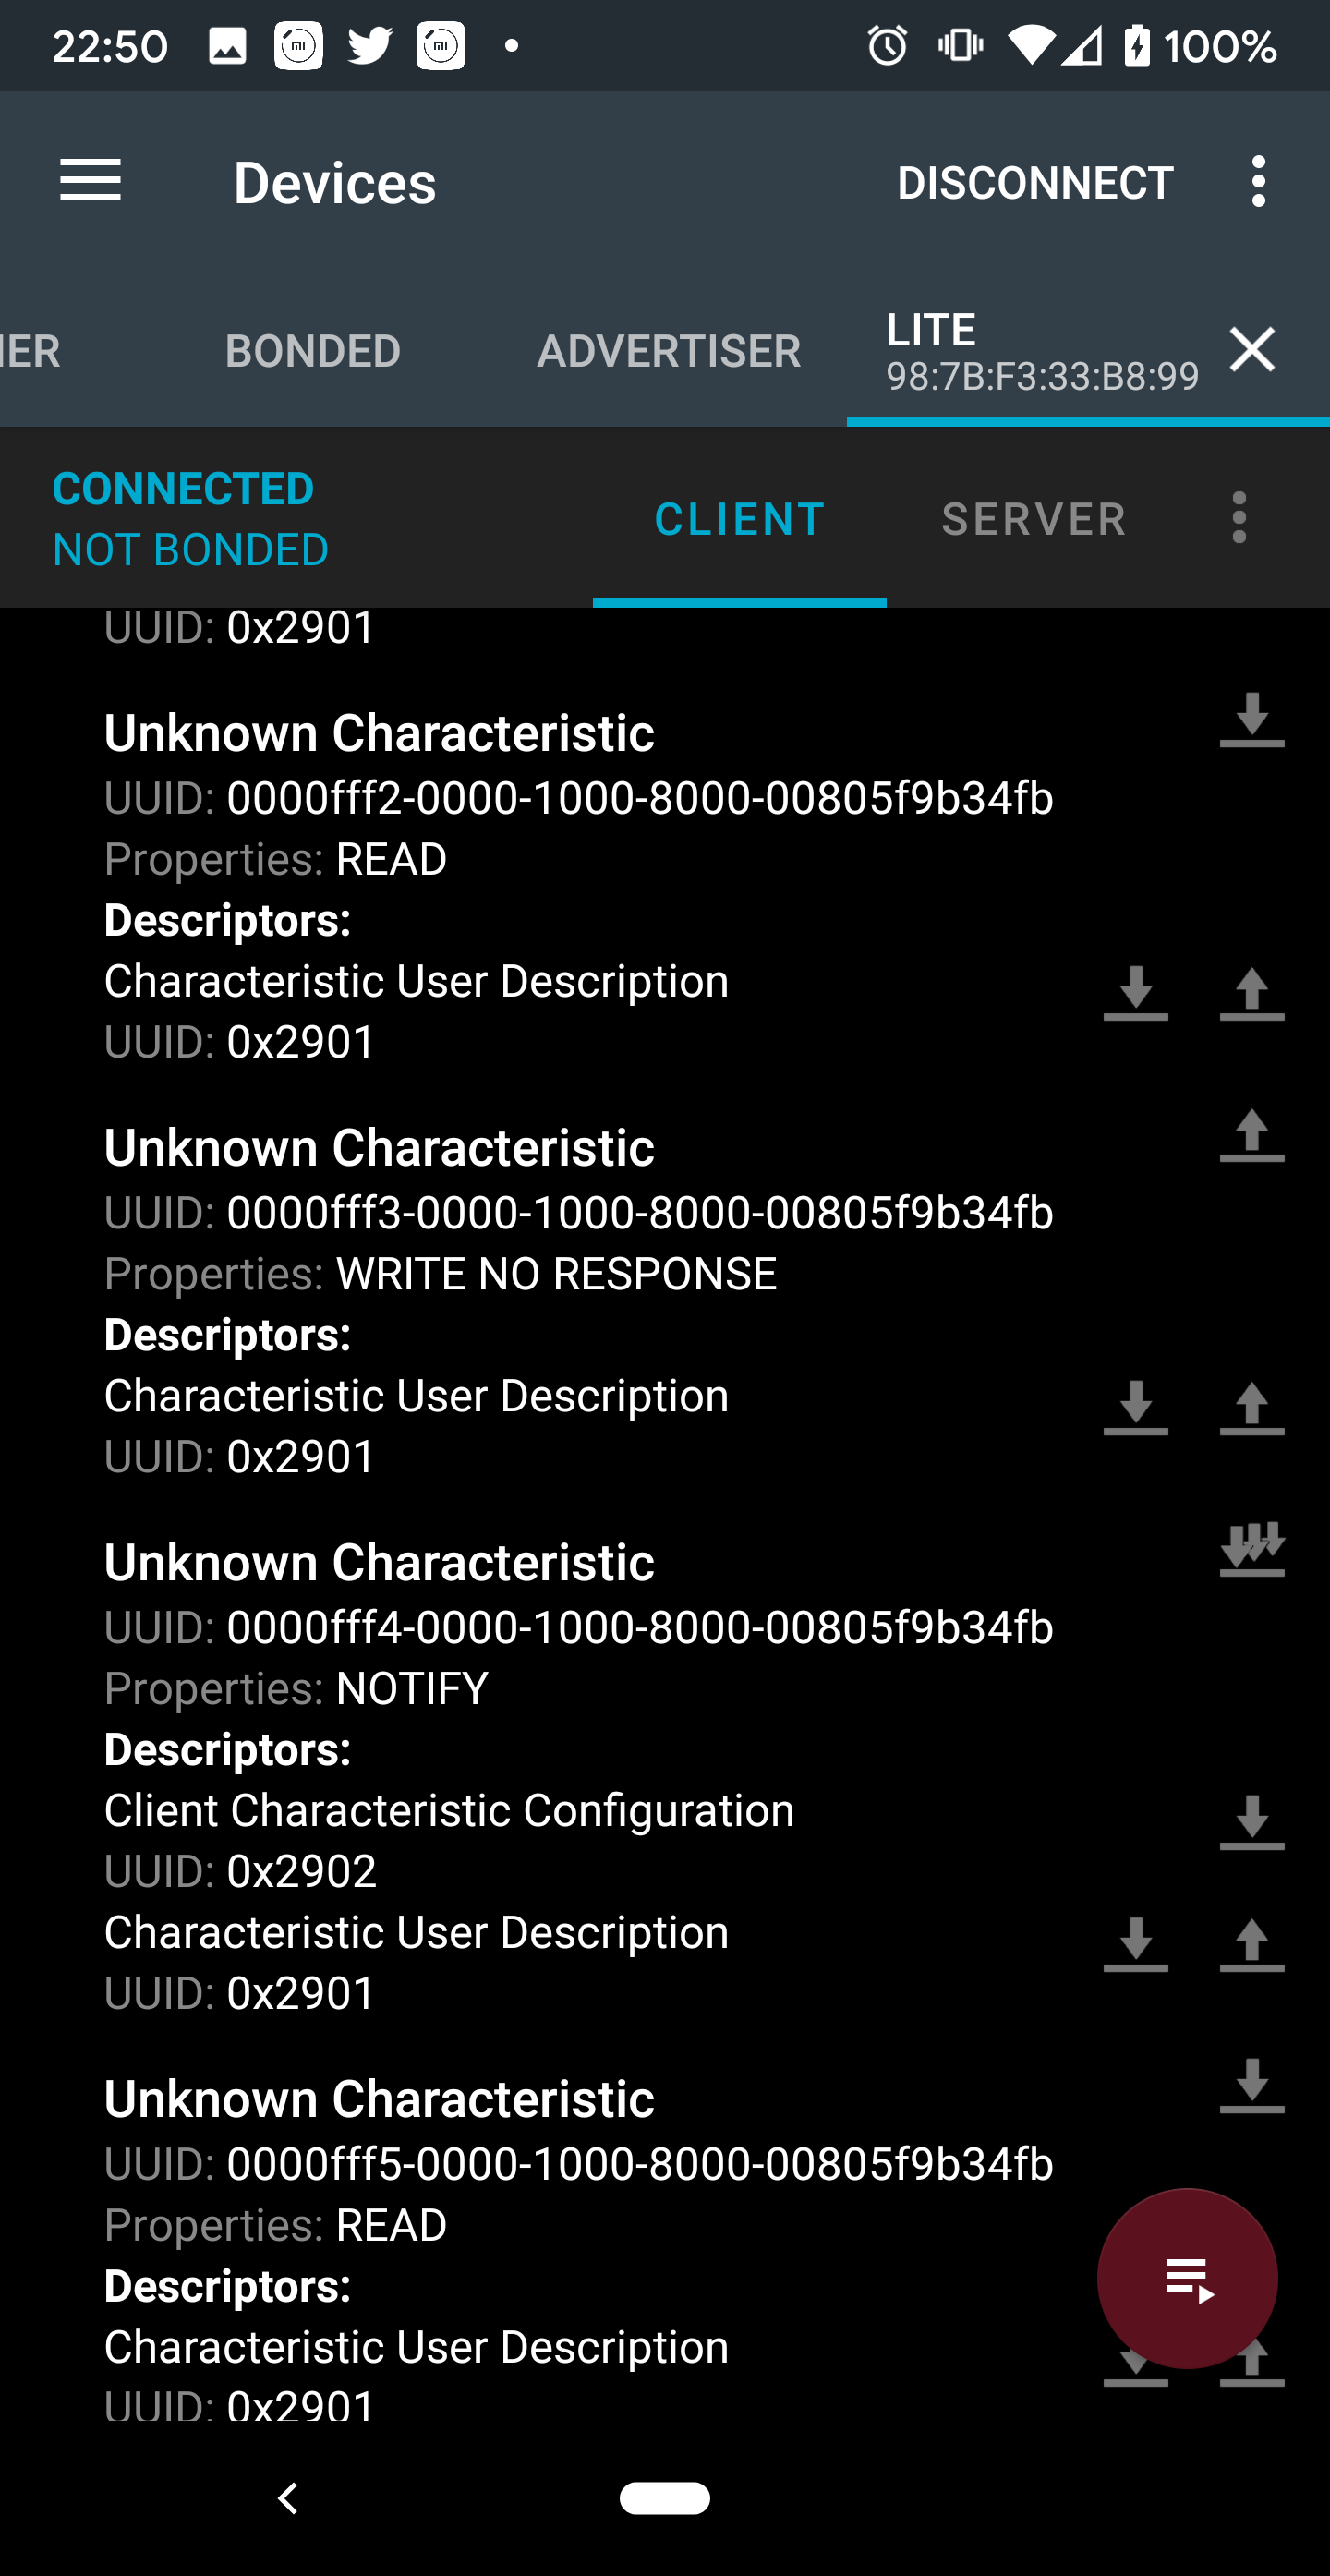 22:50 100%
Devices DISCONNECT
IER BONDED ADVERTISER LITE
98:7B:F3:33:B8:99
CONNECTED
NOT BONDED
CLIENT SERVER
UUID: 0x2901
Unknown Characteristic
UUID: 0000fff2-0000-1000-8000-00805f9b34fb
Properties: READ
Descriptors:
Characteristic User Description
UUID: 0x2901
Unknown Characteristic
UUID: 0000fff3-0000-1000-8000-00805f9b34fb
Properties: WRITE NO RESPONSE
Descriptors:
Characteristic User Description
UUID: 0x2901
Unknown Characteristic
UUID: 0000fff4-0000-1000-8000-00805f9b34fb
Properties: NOTIFY
Descriptors:
Client Characteristic Configuration
UUID: 0x2902
Characteristic User Description
UUID: 0x2901
Unknown Characteristic
UUID: 0000fff5-0000-1000-8000-00805f9b34fb
Properties: READ
Descriptors:
Characteristic User Description
UUID: 0x2901